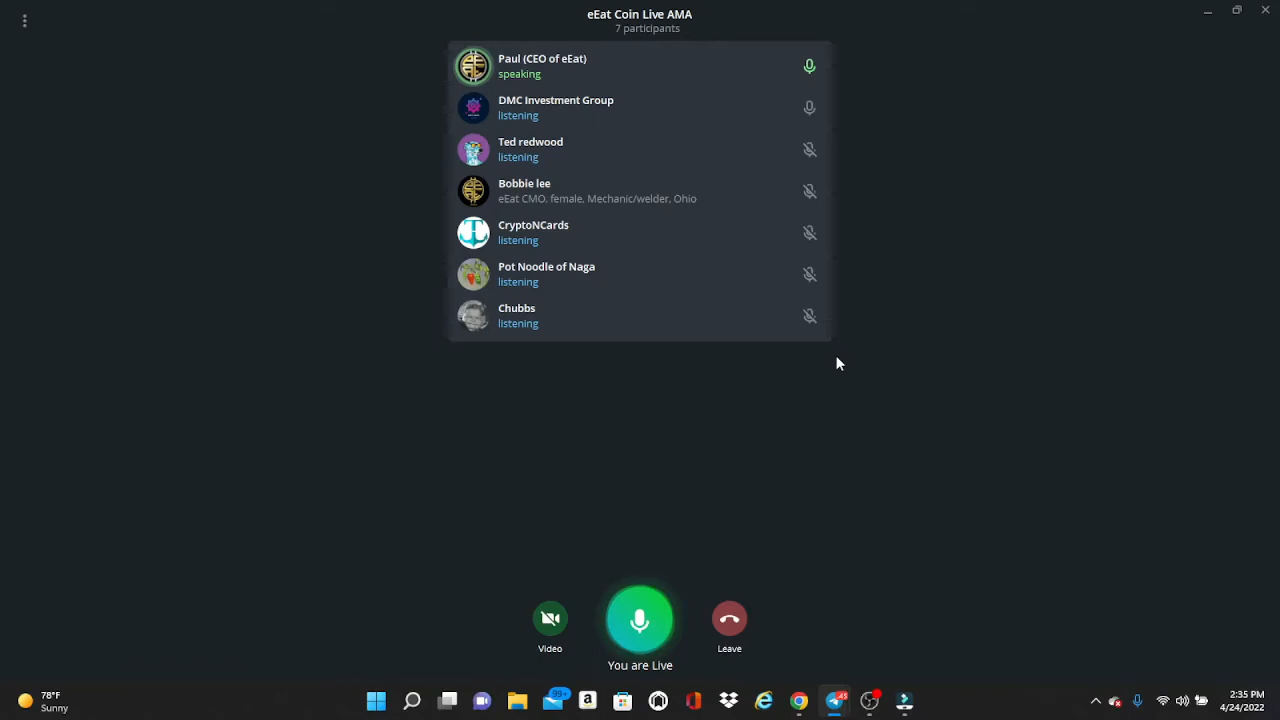 eEat Coin Live AMA
7 participants
Paul (CEO of eEat)
speaking
DMC Investment Group
listening
Ted redwood
listening
Bobbie lee
eEat CMO, female, Mechanic/welder, Ohio
CryptoNCards
listening
Pot Noodle of Naga
listening
Chubbs
listening
Video
Leave
You are Live
78°F
Sunny
99+
a
45
2:35 PM
4/24/2022